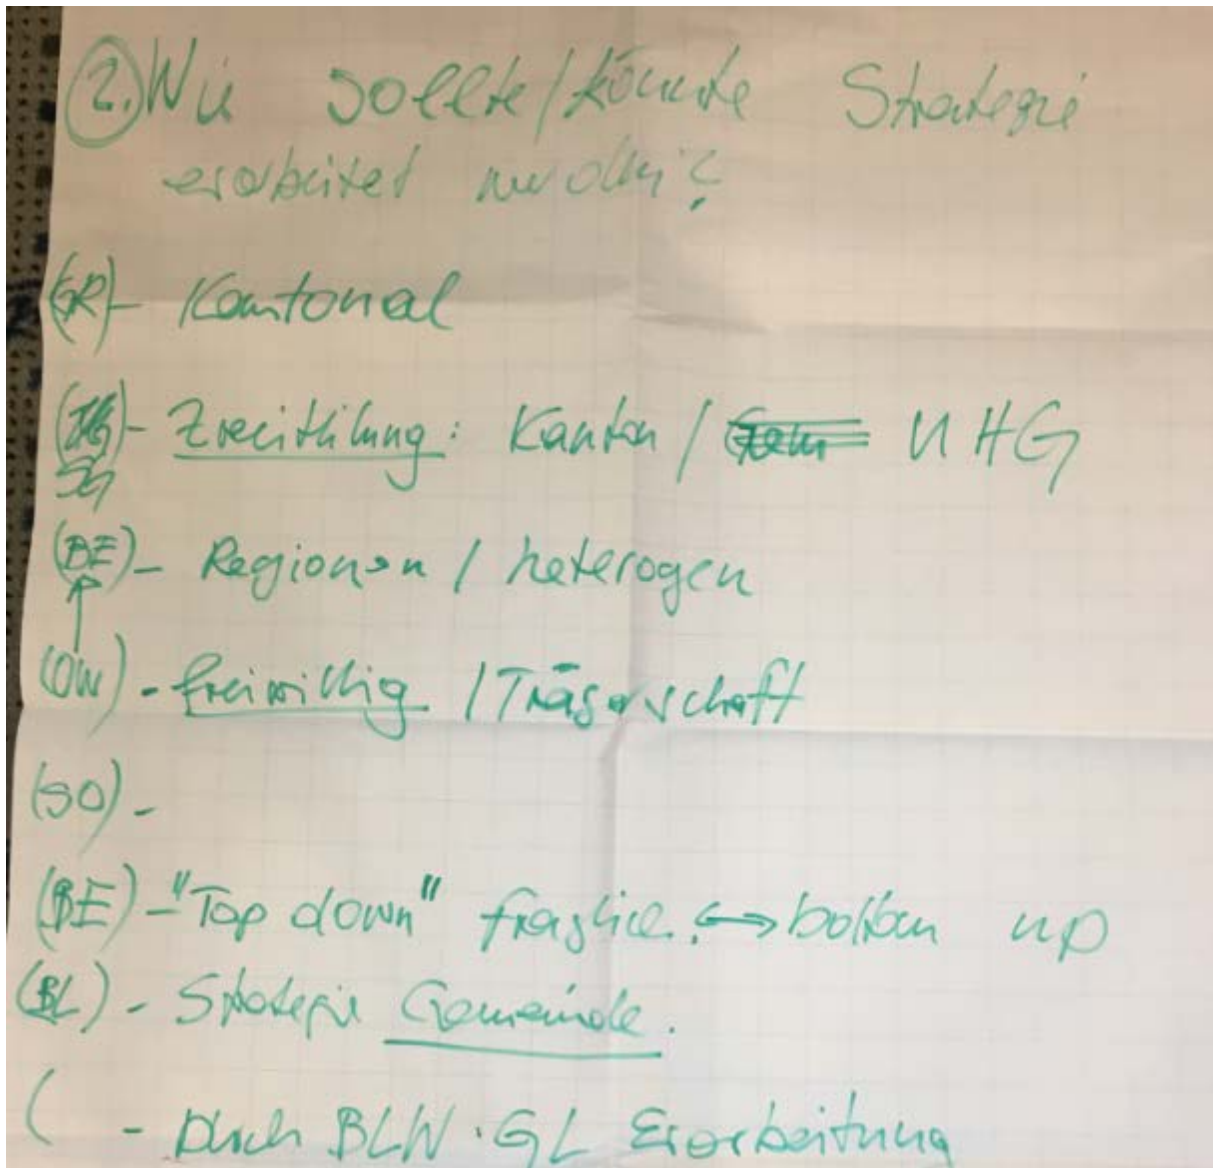 2. Wie sollte/könnte Strategie
erarbeitet werden?
(GR) - Kantonal
(TG) - Zweiteilung: Kanton / UHG
SG
(BE) - Regionen / heterogen
(OW) - freiwillig / Trägerschaft
(SO) -
(BE) - "Top down" fraglich. ↔ bottom up
(BL) - Strategie Gemeinde.
( - Durch BLW. GL Erarbeitung